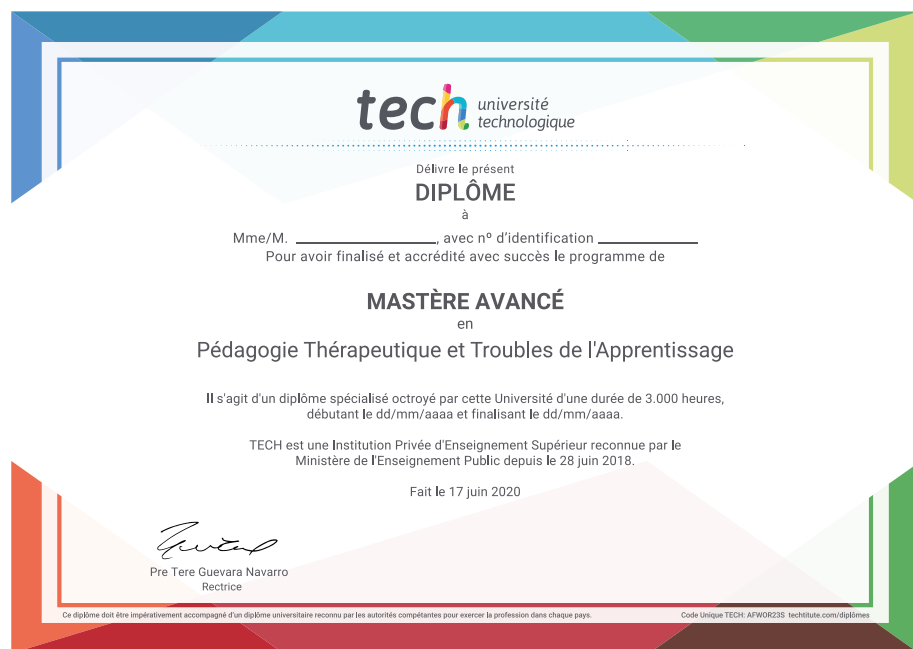 tech université
technologique
Délivre le présent
DIPLÔME
à
Mme/M. ____________, avec nº d'identification ____________
Pour avoir finalisé et accrédité avec succès le programme de
MASTÈRE AVANCÉ
en
Pédagogie Thérapeutique et Troubles de l'Apprentissage
Il s'agit d'un diplôme spécialisé octroyé par cette Université d'une durée de 3.000 heures,
débutant le dd/mm/aaaa et finalisant le dd/mm/aaaa.
TECH est une Institution Privée d'Enseignement Supérieur reconnue par le
Ministère de l'Enseignement Public depuis le 28 juin 2018.
Fait le 17 juin 2020
Pre Tere Guevara Navarro
Rectrice
Ce diplôme doit être impérativement accompagné d'un diplôme universitaire reconnu par les autorités compétentes pour exercer la profession dans chaque pays.
Code Unique TECH: AFWOR23S techtitute.com/diplômes